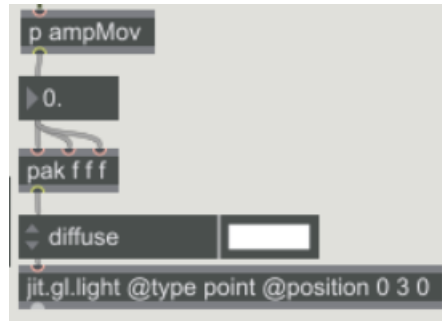 p ampMov
0.
pak f f f
diffuse
jit.gl.light @type point @position 0 3 0